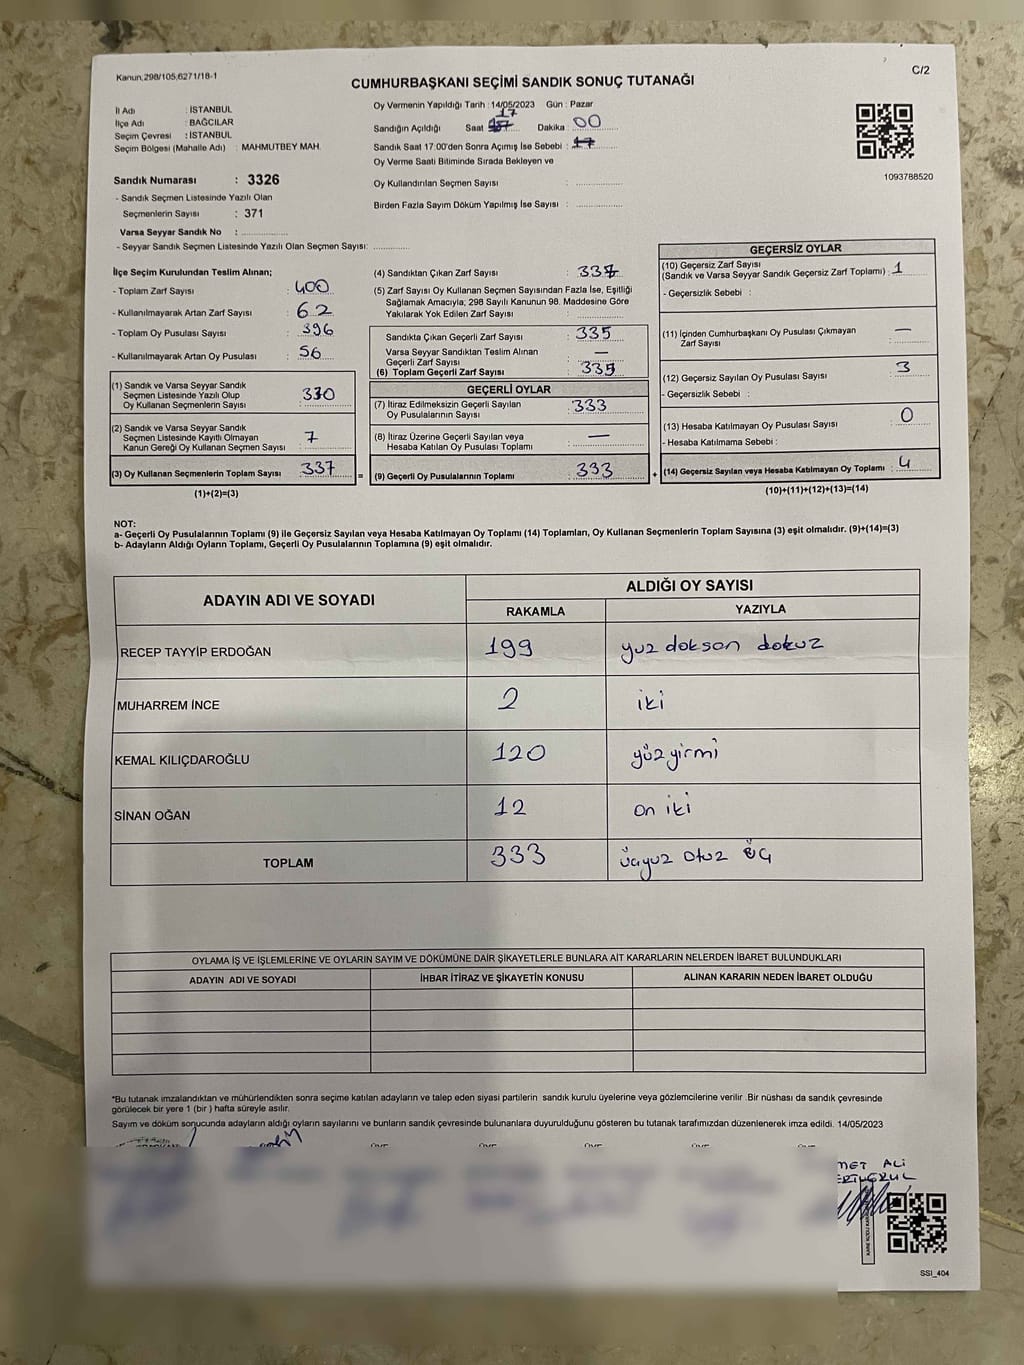 Kanun,298/105,6271/18-1
C/2
CUMHURBAŞKANI SEÇİMİ SANDIK SONUÇ TUTANAĞI
İl Adı : İSTANBUL
İlçe Adı : BAĞCILAR
Seçim Çevresi : İSTANBUL
Seçim Bölgesi (Mahalle Adı) : MAHMUTBEY MAH.
Sandık Numarası : 3326
- Sandık Seçmen Listesinde Yazılı Olan
Seçmenlerin Sayısı : 371
Varsa Seyyar Sandık No : ..............
- Seyyar Sandık Seçmen Listesinde Yazılı Olan Seçmen Sayısı: ............
Oy Vermenin Yapıldığı Tarih : 14/05/2023 Gün : Pazar
Sandığın Açıldığı Saat 17 Dakika : 00
Sandık Saat 17:00'den Sonra Açımış İse Sebebi : 17
Oy Verme Saati Bitiminde Sırada Bekleyen ve
Oy Kullandırılan Seçmen Sayısı : ..............
Birden Fazla Sayım Döküm Yapılmış İse Sayısı : ..............
1093788520
İlçe Seçim Kurulundan Teslim Alınan;
- Toplam Zarf Sayısı : 400
- Kullanılmayarak Artan Zarf Sayısı : 62
- Toplam Oy Pusulası Sayısı : 396
- Kullanılmayarak Artan Oy Pusulası : 56
(1) Sandık ve Varsa Seyyar Sandık
Seçmen Listesinde Yazılı Olup
Oy Kullanan Seçmenlerin Sayısı : 330
(2) Sandık ve Varsa Seyyar Sandık
Seçmen Listesinde Kayıtlı Olmayan
Kanun Gereği Oy Kullanan Seçmen Sayısı : 7
(3) Oy Kullanan Seçmenlerin Toplam Sayısı : 337
(1)+(2)=(3)
=
(4) Sandıktan Çıkan Zarf Sayısı : 337
(5) Zarf Sayısı Oy Kullanan Seçmen Sayısından Fazla İse, Eşitliği
Sağlamak Amacıyla; 298 Sayılı Kanunun 98. Maddesine Göre
Yakılarak Yok Edilen Zarf Sayısı : ..............
Sandıkta Çıkan Geçerli Zarf Sayısı : 335
Varsa Seyyar Sandıktan Teslim Alınan
Geçerli Zarf Sayısı : —
(6) Toplam Geçerli Zarf Sayısı : 335
GEÇERLİ OYLAR
(7) İtiraz Edilmeksizin Geçerli Sayılan
Oy Pusulalarının Sayısı : 333
(8) İtiraz Üzerine Geçerli Sayılan veya
Hesaba Katılan Oy Pusulası Toplamı : —
(9) Geçerli Oy Pusulalarının Toplamı : 333
+
GEÇERSİZ OYLAR
(10) Geçersiz Zarf Sayısı
(Sandık ve Varsa Seyyar Sandık Geçersiz Zarf Toplamı) : 1
- Geçersizlik Sebebi :
(11) İçinden Cumhurbaşkanı Oy Pusulası Çıkmayan
Zarf Sayısı : —
(12) Geçersiz Sayılan Oy Pusulası Sayısı : 3
- Geçersizlik Sebebi :
(13) Hesaba Katılmayan Oy Pusulası Sayısı : 0
- Hesaba Katılmama Sebebi :
(14) Geçersiz Sayılan veya Hesaba Katılmayan Oy Toplamı : 4
(10)+(11)+(12)+(13)=(14)
NOT:
a- Geçerli Oy Pusulalarının Toplamı (9) ile Geçersiz Sayılan veya Hesaba Katılmayan Oy Toplamı (14) Toplamları, Oy Kullanan Seçmenlerin Toplam Sayısına (3) eşit olmalıdır. (9)+(14)=(3)
b- Adayların Aldığı Oyların Toplamı, Geçerli Oy Pusulalarının Toplamına (9) eşit olmalıdır.
ADAYIN ADI VE SOYADI
ALDIĞI OY SAYISI
RAKAMLA YAZIYLA
RECEP TAYYİP ERDOĞAN 199 yuz doksan dokuz
MUHARREM İNCE 2 iki
KEMAL KILIÇDAROĞLU 120 yüzyirmi
SİNAN OĞAN 12 on iki
TOPLAM 333 üçyuz otuz üç
OYLAMA İŞ VE İŞLEMLERİNE VE OYLARIN SAYIM VE DÖKÜMÜNE DAİR ŞİKAYETLERLE BUNLARA AİT KARARLARIN NELERDEN İBARET BULUNDUKLARI
ADAYIN ADI VE SOYADI İHBAR İTİRAZ VE ŞİKAYETİN KONUSU ALINAN KARARIN NEDEN İBARET OLDUĞU
*Bu tutanak imzalandıktan ve mühürlendikten sonra seçime katılan adayların ve talep eden siyasi partilerin sandık kurulu üyelerine veya gözlemcilerine verilir .Bir nüshası da sandık çevresinde
görülecek bir yere 1 (bir ) hafta süreyle asılır.
Sayım ve döküm sonucunda adayların aldığı oyların sayılarını ve bunların sandık çevresinde bulunanlara duyurulduğunu gösteren bu tutanak tarafımızdan düzenlenerek imza edildi. 14/05/2023
ALİ
SSI_404